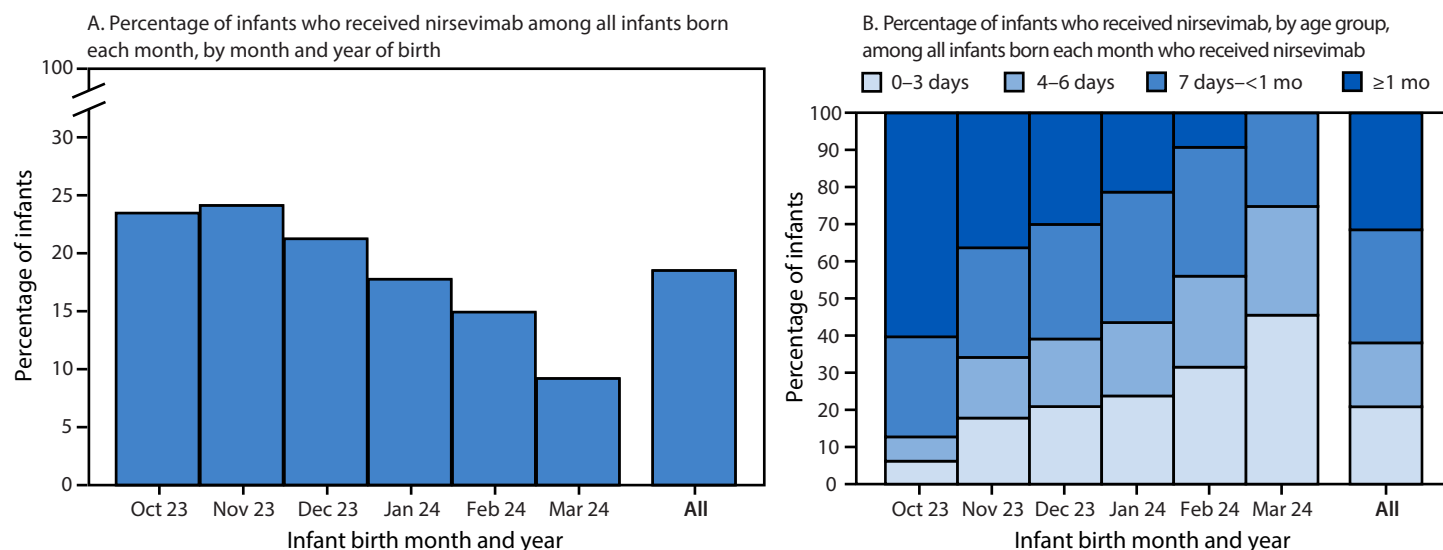 A. Percentage of infants who received nirsevimab among all infants born
each month, by month and year of birth
100
30
25
20
15
10
5
0
Percentage of infants
Oct 23 Nov 23 Dec 23 Jan 24 Feb 24 Mar 24 All
Infant birth month and year
B. Percentage of infants who received nirsevimab, by age group,
among all infants born each month who received nirsevimab
0–3 days 4–6 days 7 days–<1 mo ≥1 mo
100
90
80
70
60
50
40
30
20
10
0
Percentage of infants
Oct 23 Nov 23 Dec 23 Jan 24 Feb 24 Mar 24 All
Infant birth month and year